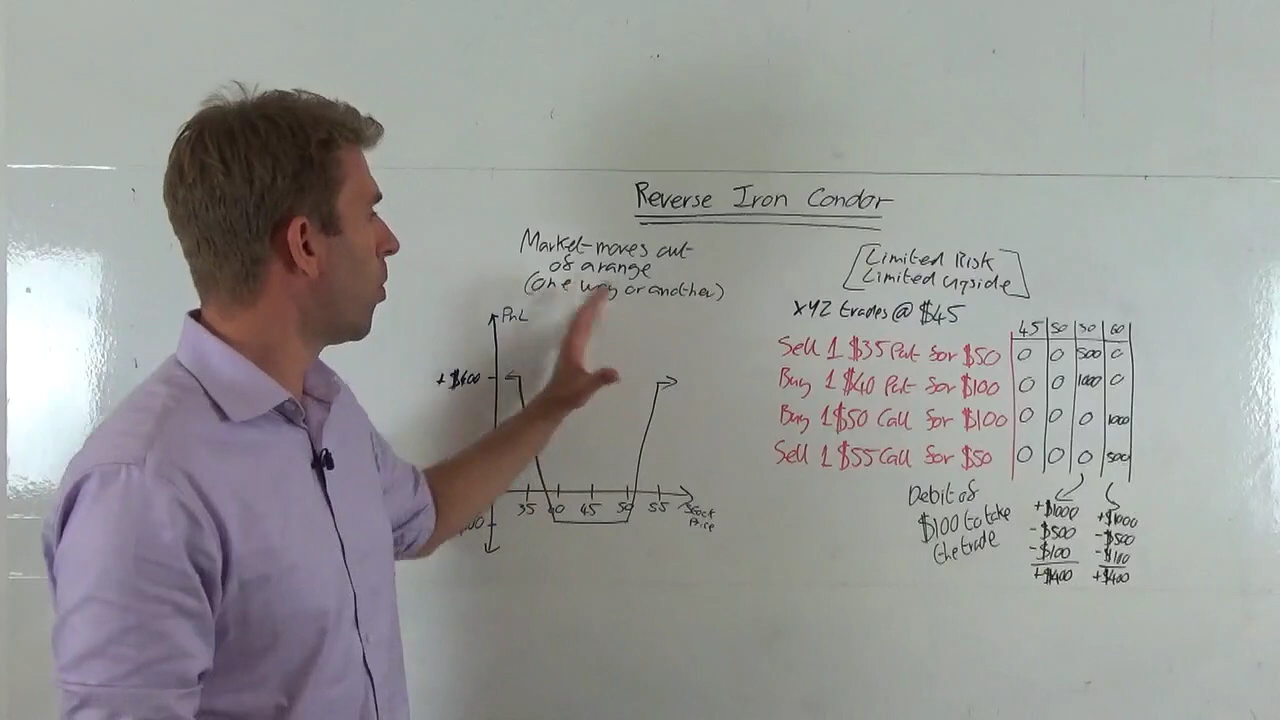 Reverse Iron Condor
Market moves out
of a range
(one way or another)
[Limited Risk
Limited Upside]
XYZ trades @ $45
PnL
+ $400
35 40 45 50 55
Stock
Price
45 50 30 60
Sell 1 $35 Put for $50 0 0 500 0
Buy 1 $40 Put for $100 0 0 1000 0
Buy 1 $50 Call for $100 0 0 0 1000
Sell 1 $55 Call for $50 0 0 0 500
Debit of
$100 to take
the trade
+$1000 +$1000
-$500 -$500
-$100 -$100
+$400 +$400